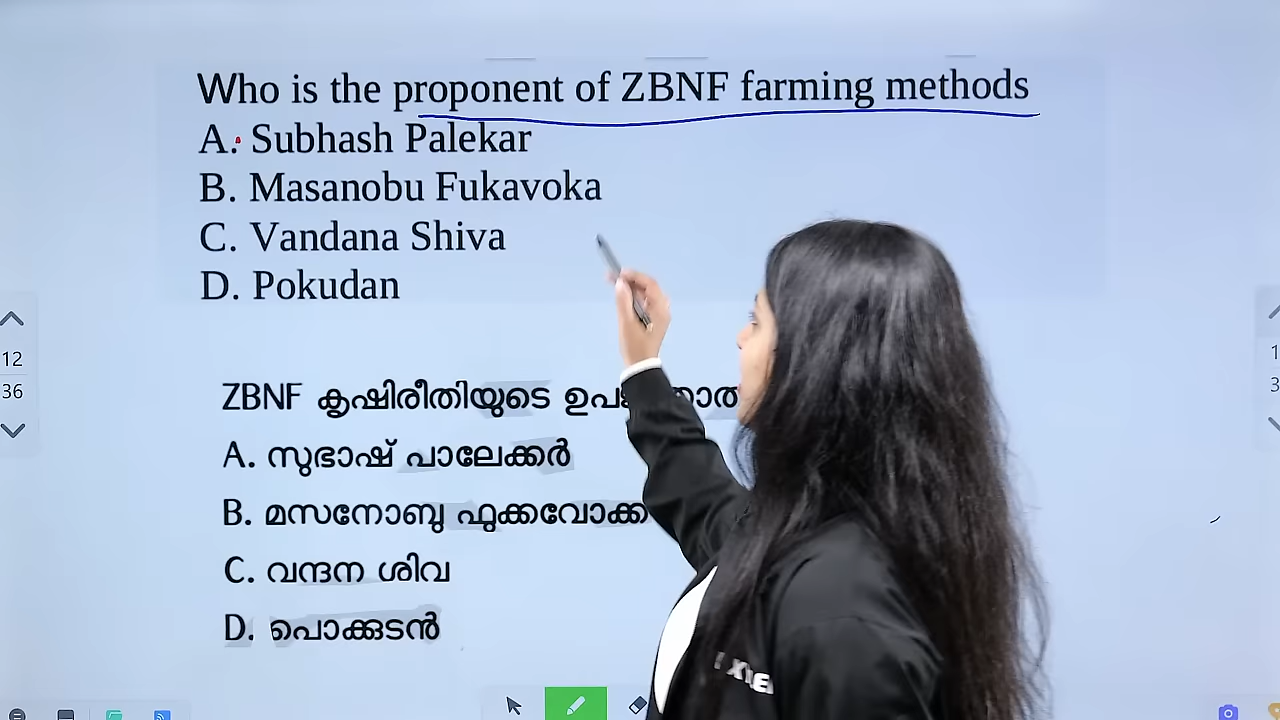 Who is the proponent of ZBNF farming methods
A. Subhash Palekar
B. Masanobu Fukavoka
C. Vandana Shiva
D. Pokudan
12
36
ZBNF കൃഷിരീതിയുടെ
A. സുഭാഷ് പാലേക്കർ
B. മസനോബു ഫുക്കവോക്ക
C. വന്ദന ശിവ
D. പൊക്കുടൻ